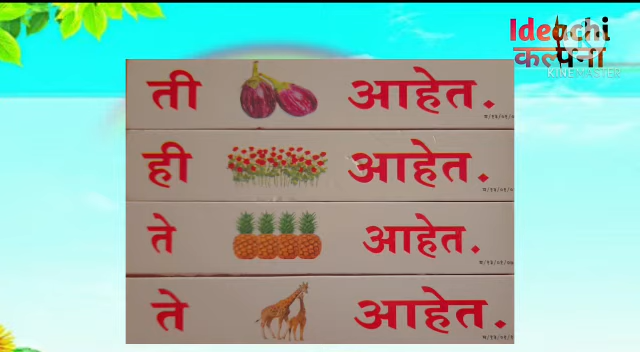 Ideachi
कल्पना
KINEMASTER
ती आहेत.
ही आहेत.
ते आहेत.
ते आहेत.